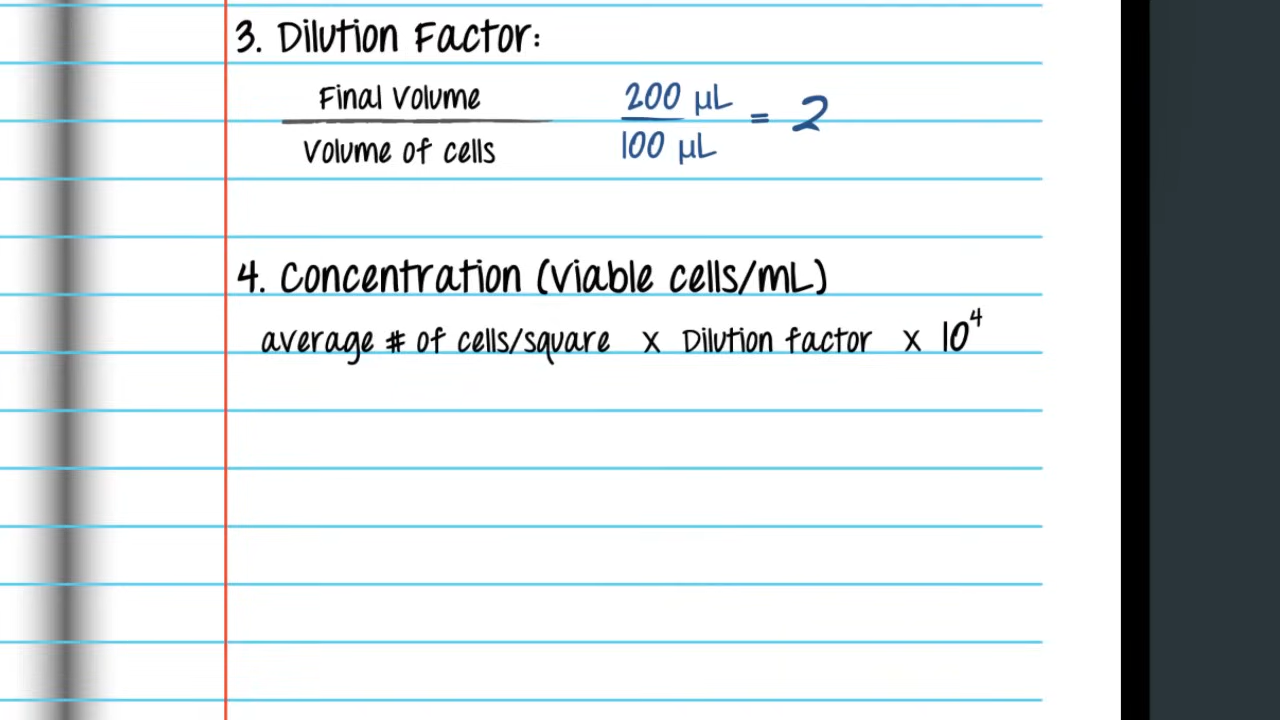 3. Dilution Factor:
Final Volume 200 µL
Volume of cells 100 µL = 2
4. Concentration (Viable cells/mL)
average # of cells/square x Dilution factor x 10⁴